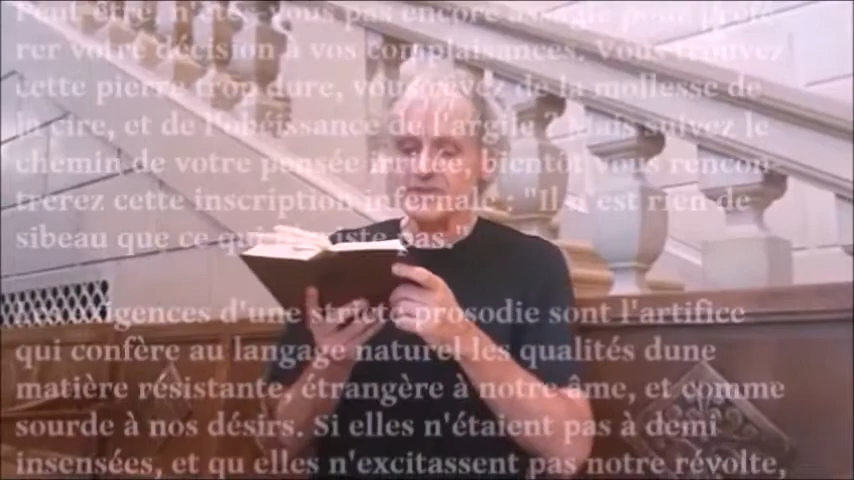 Peut être, n'êtes vous pas encore assagie pour préfé
rer votre décision à vos complaisances. Vous trouvez
cette pierre trop dure, vous rêvez de la mollesse de
la cire, et de l'obéissance de l'argile? Mais suivez le
chemin de votre pensée irritée, bientôt vous rencon
trerez cette inscription infernale : "Il n'est rien de
sibeau que ce qui n'existe pas."
Les exigences d'une stricte prosodie sont l'artifice
qui confère au langage naturel les qualités dune
matière résistante, étrangère à notre âme, et comme
sourde à nos désirs. Si elles n'étaient pas à demi
insensées, et qu elles n'excitassent pas notre révolte,